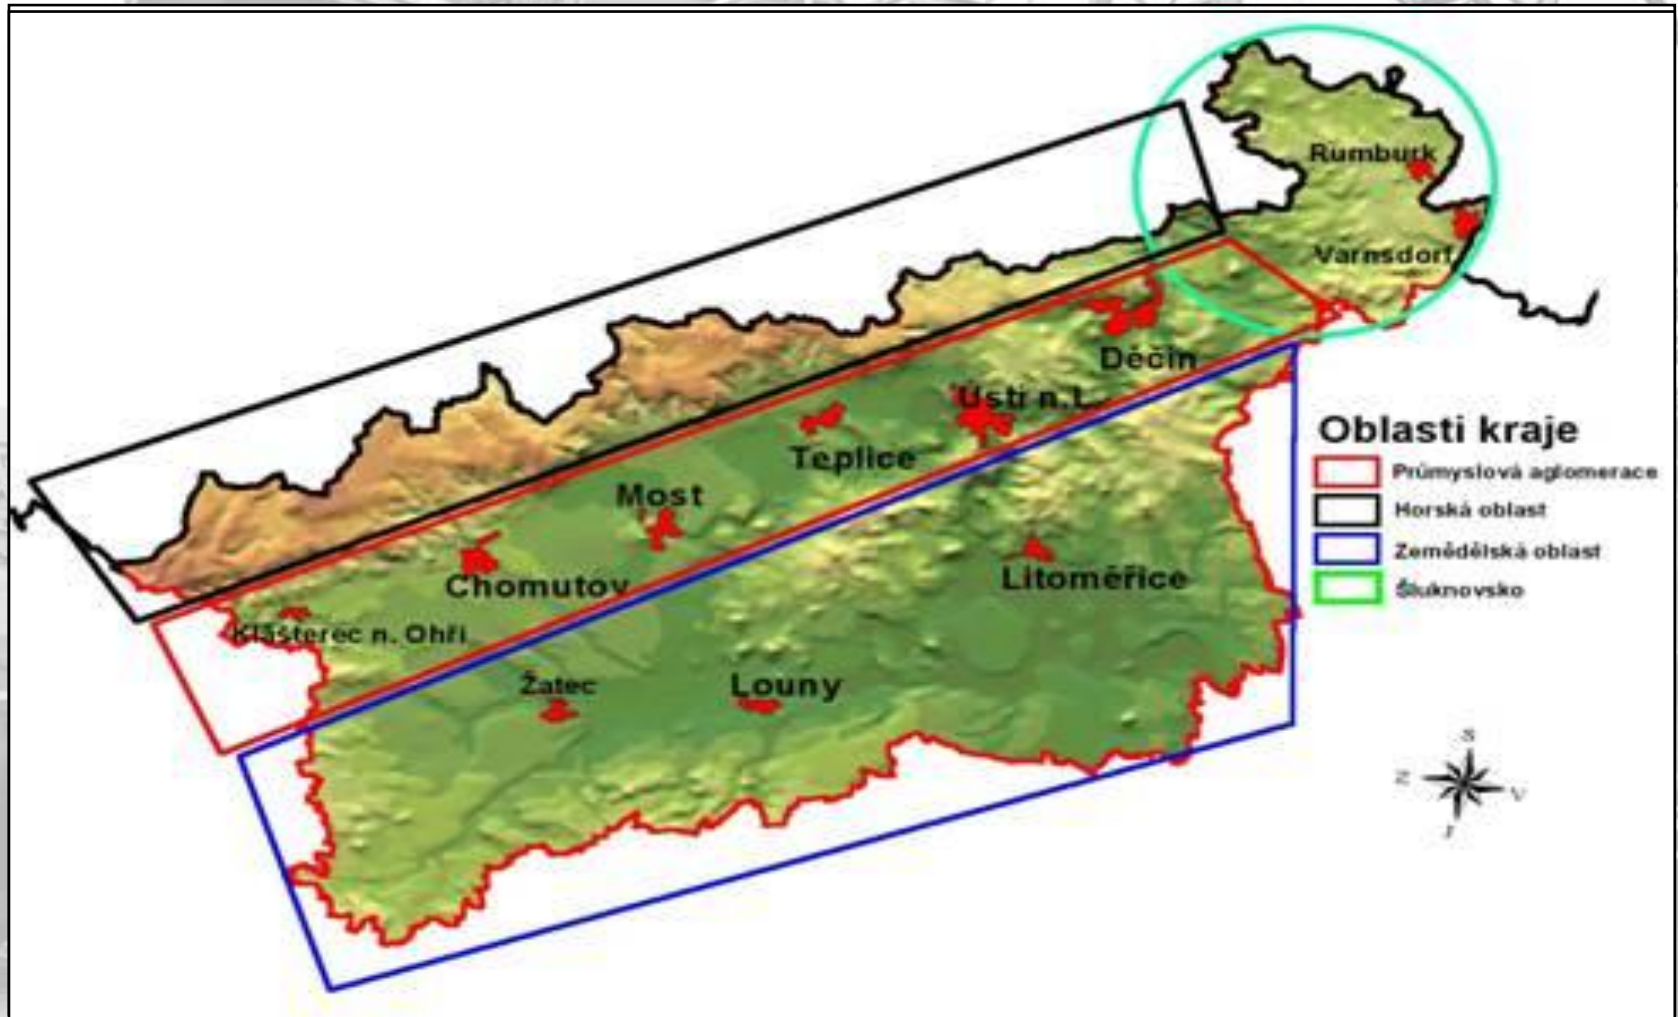 Rumburk
Varnsdorf
Děčín
Ústí n.L.
Teplice
Most
Chomutov
Litoměřice
Klášterec n. Ohří
Žatec
Louny
Oblasti kraje
Průmyslová aglomerace
Horská oblast
Zemědělská oblast
Šluknovsko
S
Z
V
J